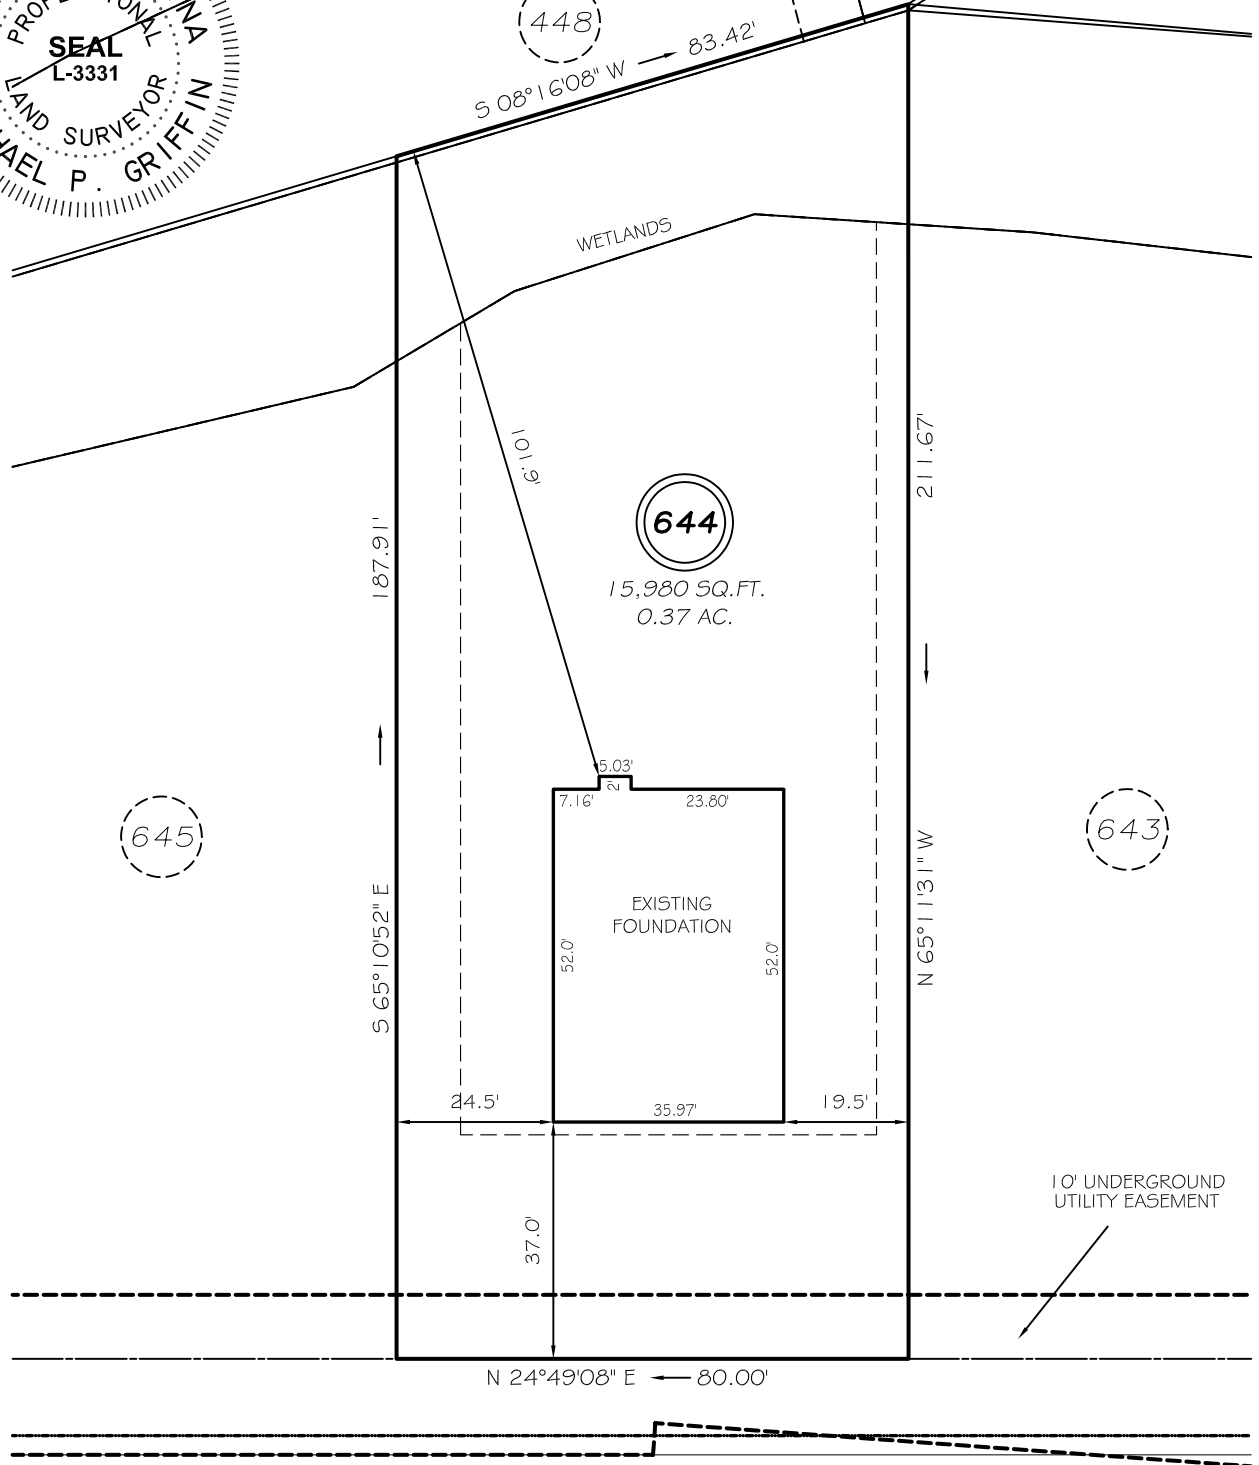 SEAL
L-3331
LAND SURVEYOR
P. GRIFFIN
448
S 08°16'08" W 83.42'
WETLANDS
101.9'
187.91'
S 65°10'52" E
211.67'
N 65°11'31" W
644
15,980 SQ.FT.
0.37 AC.
645
643
5.03'
2'
7.16'
23.80'
EXISTING
FOUNDATION
52.0'
52.0'
35.97'
24.5'
19.5'
37.0'
10' UNDERGROUND
UTILITY EASEMENT
N 24°49'08" E 80.00'